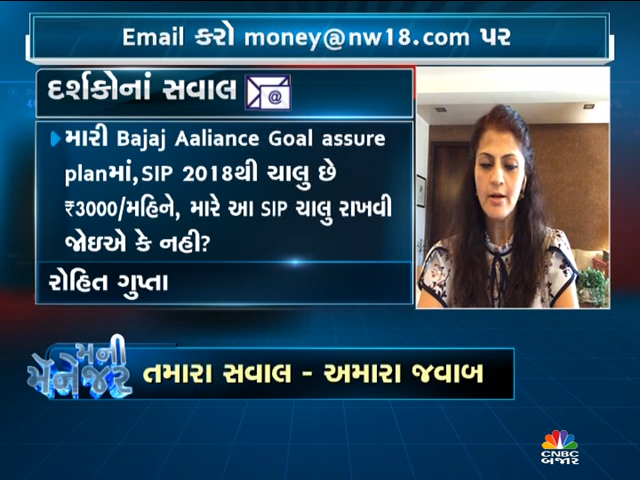 Email કરો money@nw18.com પર
દર્શકોનાં સવાલ
મારી Bajaj Aaliance Goal assure
planમાં,SIP 2018થી ચાલુ છે
₹3000/મહિને, મારે આ SIP ચાલુ રાખવી
જોઇએ કે નહી?
રોહિત ગુપ્તા
મની
મેનેજર
તમારા સવાલ - અમારા જવાબ
CNBC
બજાર